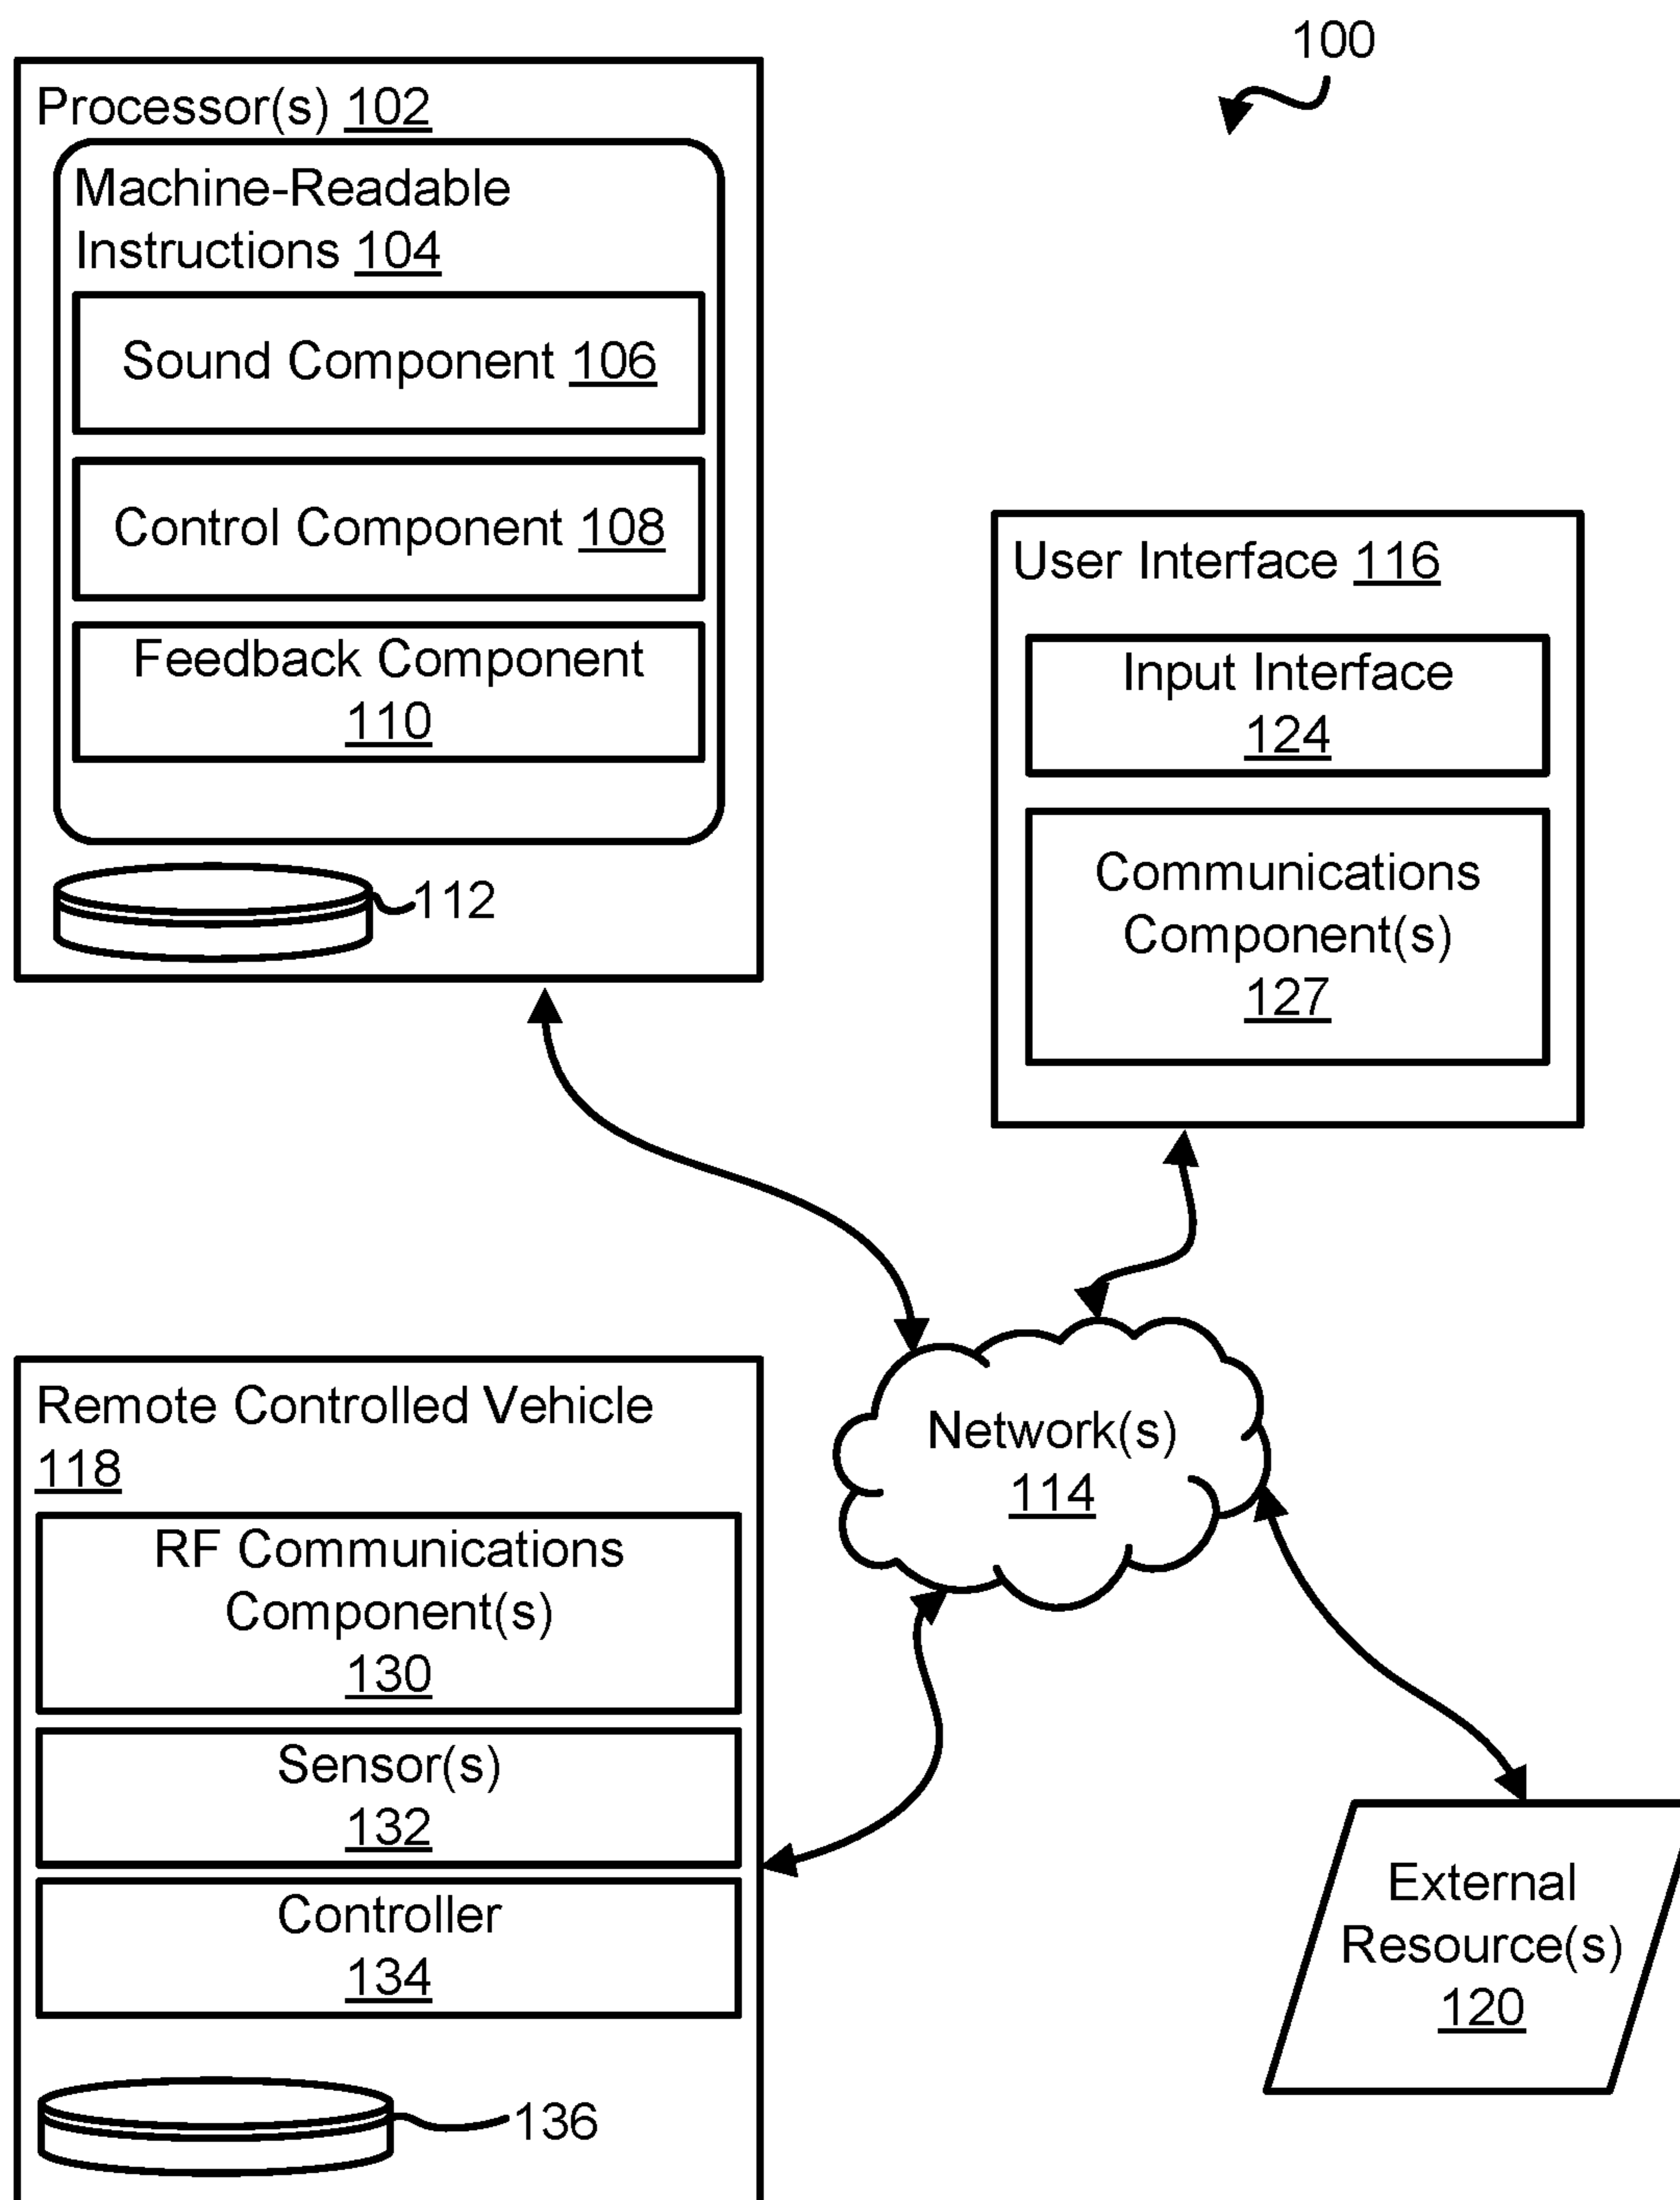 100
Processor(s) 102
Machine-Readable
Instructions 104
Sound Component 106
Control Component 108
Feedback Component
110
112
User Interface 116
Input Interface
124
Communications
Component(s)
127
Network(s)
114
Remote Controlled Vehicle
118
RF Communications
Component(s)
130
Sensor(s)
132
Controller
134
136
External
Resource(s)
120